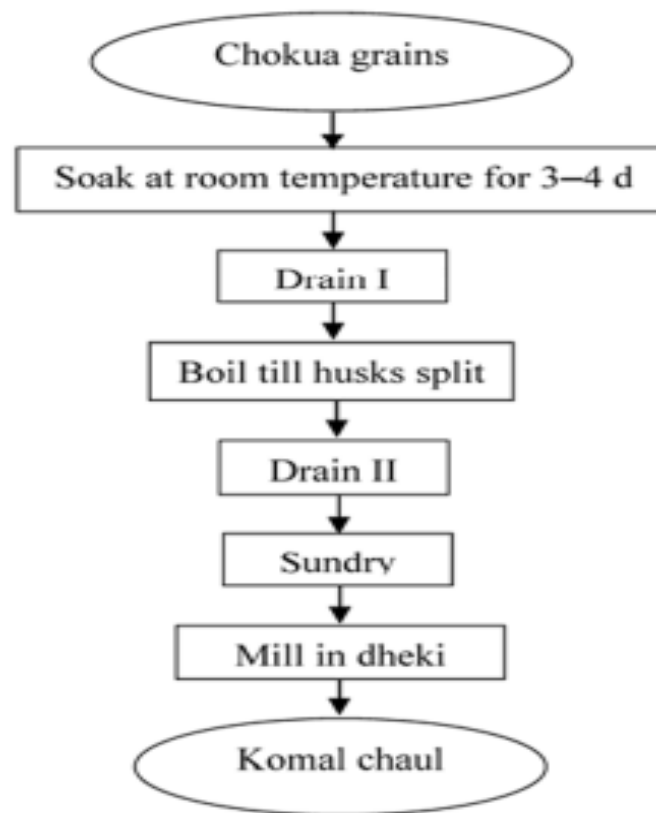 Chokua grains
Soak at room temperature for 3–4 d
Drain I
Boil till husks split
Drain II
Sundry
Mill in dheki
Komal chaul